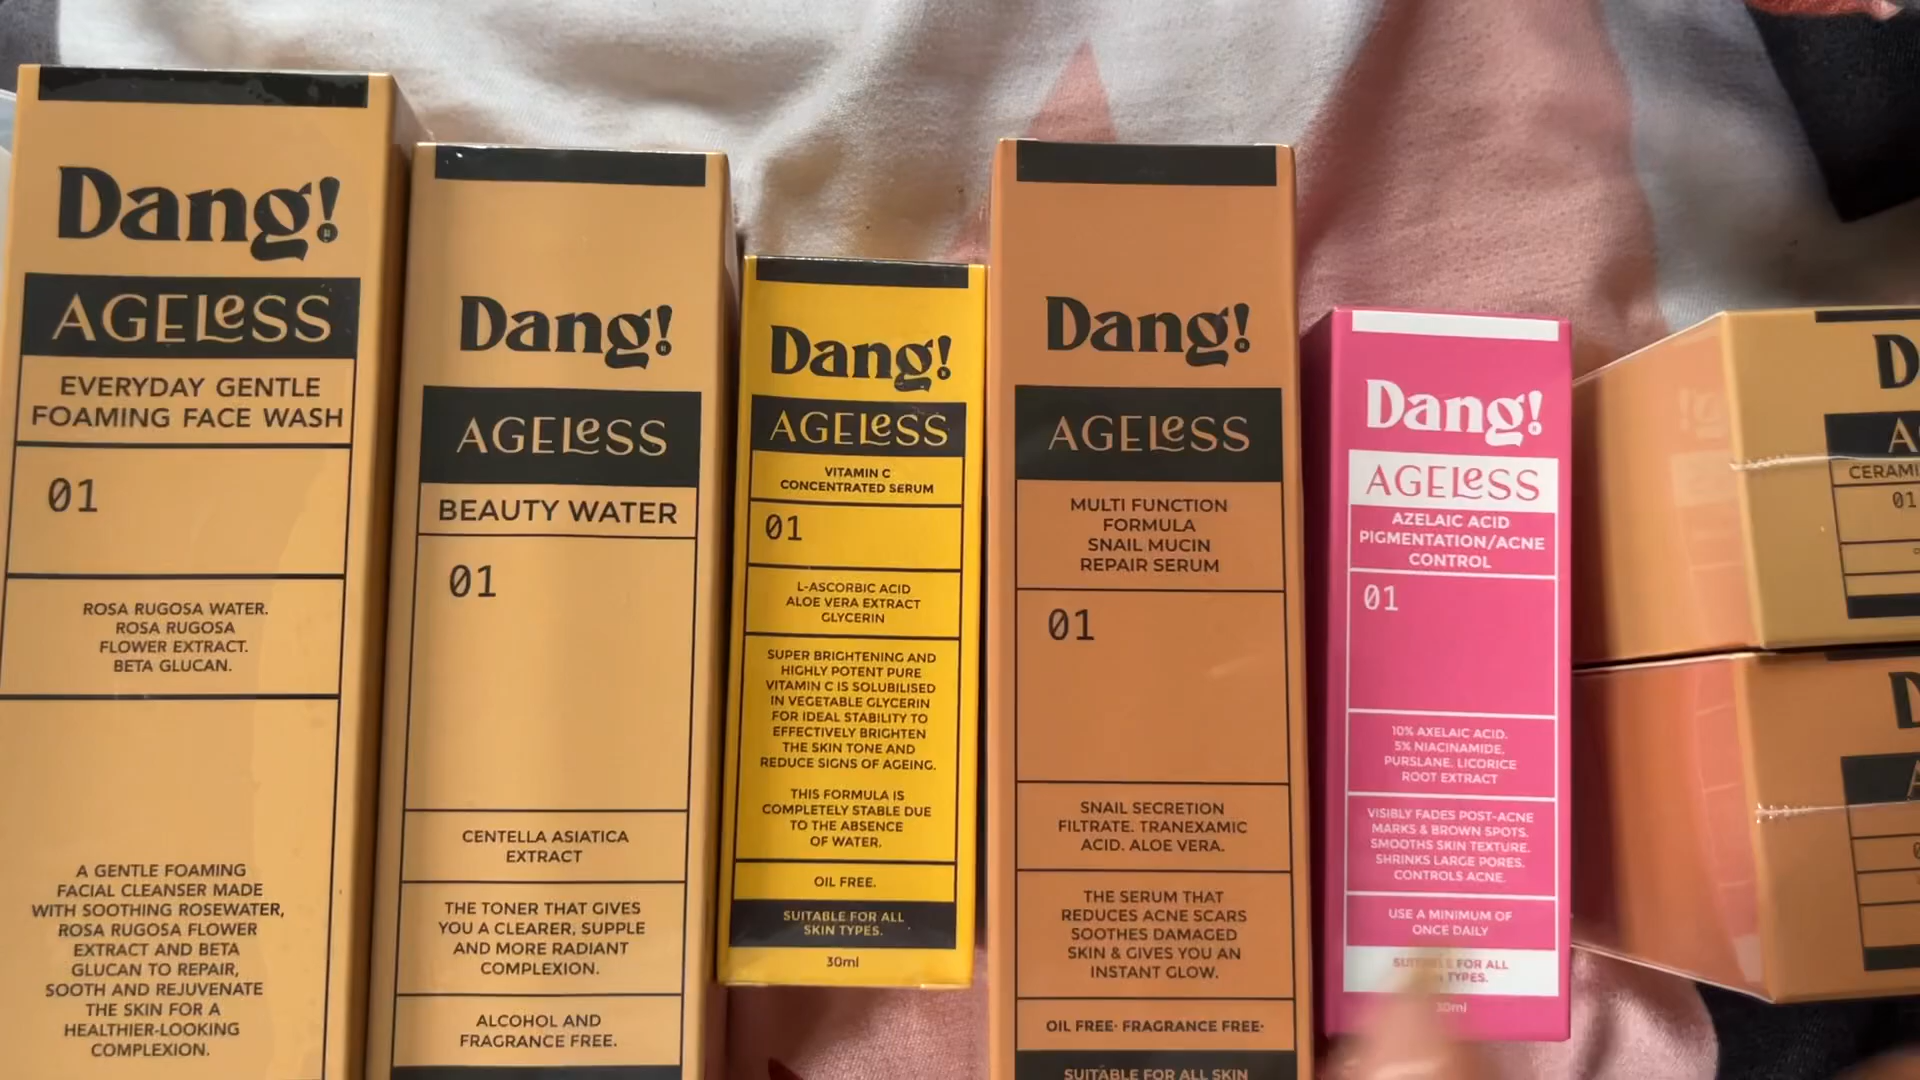 Dang!
AGELESS
EVERYDAY GENTLE
FOAMING FACE WASH
01
ROSA RUGOSA WATER.
ROSA RUGOSA
FLOWER EXTRACT.
BETA GLUCAN.
A GENTLE FOAMING
FACIAL CLEANSER MADE
WITH SOOTHING ROSEWATER,
ROSA RUGOSA FLOWER
EXTRACT AND BETA
GLUCAN TO REPAIR,
SOOTH AND REJUVENATE
THE SKIN FOR A
HEALTHIER-LOOKING
COMPLEXION.
Dang!
AGELESS
BEAUTY WATER
01
CENTELLA ASIATICA
EXTRACT
THE TONER THAT GIVES
YOU A CLEARER, SUPPLE
AND MORE RADIANT
COMPLEXION.
ALCOHOL AND
FRAGRANCE FREE.
Dang!
AGELESS
VITAMIN C
CONCENTRATED SERUM
01
L-ASCORBIC ACID
ALOE VERA EXTRACT
GLYCERIN
SUPER BRIGHTENING AND
HIGHLY POTENT PURE
VITAMIN C IS SOLUBILISED
IN VEGETABLE GLYCERIN
FOR IDEAL STABILITY TO
EFFECTIVELY BRIGHTEN
THE SKIN TONE AND
REDUCE SIGNS OF AGEING.
THIS FORMULA IS
COMPLETELY STABLE DUE
TO THE ABSENCE
OF WATER.
OIL FREE.
SUITABLE FOR ALL
SKIN TYPES.
30ml
Dang!
AGELESS
MULTI FUNCTION
FORMULA
SNAIL MUCIN
REPAIR SERUM
01
SNAIL SECRETION
FILTRATE. TRANEXAMIC
ACID. ALOE VERA.
THE SERUM THAT
REDUCES ACNE SCARS
SOOTHES DAMAGED
SKIN & GIVES YOU AN
INSTANT GLOW.
OIL FREE· FRAGRANCE FREE·
SUITABLE FOR ALL SKIN
Dang!
AGELESS
AZELAIC ACID
PIGMENTATION/ACNE
CONTROL
01
10% AXELAIC ACID.
5% NIACINAMIDE.
PURSLANE. LICORICE
ROOT EXTRACT
VISIBLY FADES POST-ACNE
MARKS & BROWN SPOTS.
SMOOTHS SKIN TEXTURE.
SHRINKS LARGE PORES.
CONTROLS ACNE.
USE A MINIMUM OF
ONCE DAILY
SUITABLE FOR ALL
TYPES.
30ml
D
A
CERAMI
01
D